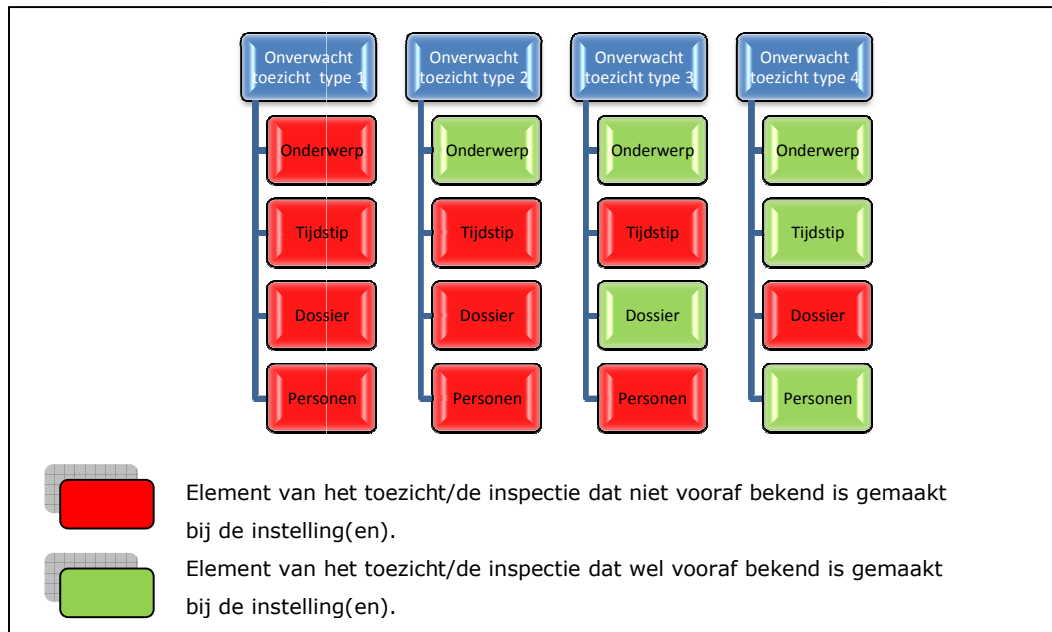 Onverwacht
toezicht type 1
Onderwerp
Tijdstip
Dossier
Personen
Onverwacht
toezicht type 2
Onderwerp
Tijdstip
Dossier
Personen
Onverwacht
toezicht type 3
Onderwerp
Tijdstip
Dossier
Personen
Onverwacht
toezicht type 4
Onderwerp
Tijdstip
Dossier
Personen
Element van het toezicht/de inspectie dat niet vooraf bekend is gemaakt
bij de instelling(en).
Element van het toezicht/de inspectie dat wel vooraf bekend is gemaakt
bij de instelling(en).